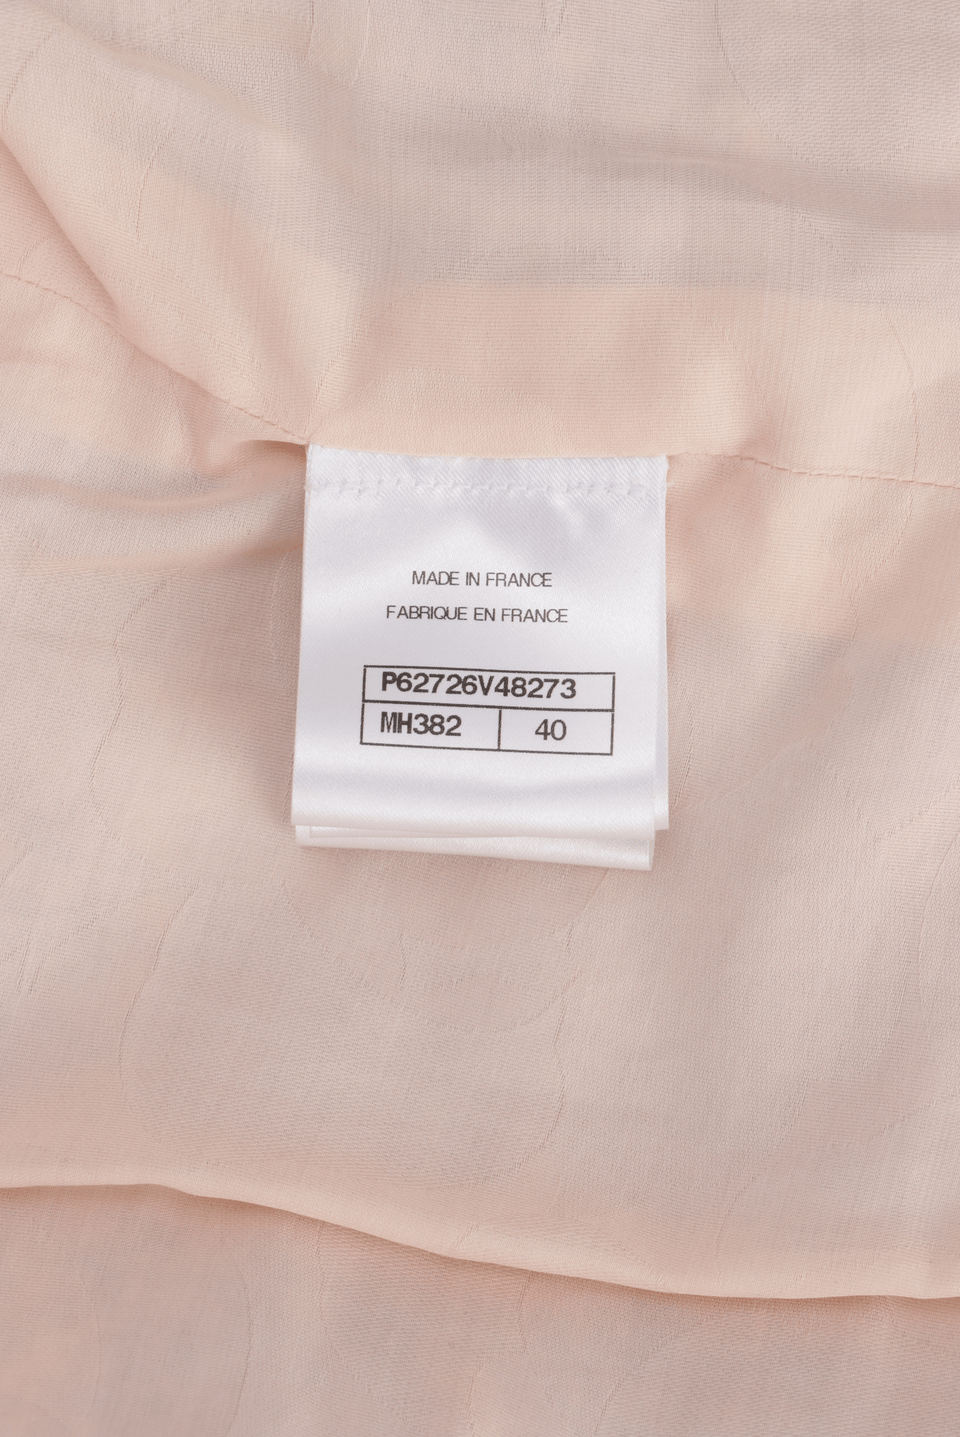 MADE IN FRANCE
FABRIQUE EN FRANCE
P62726V48273
MH382 40